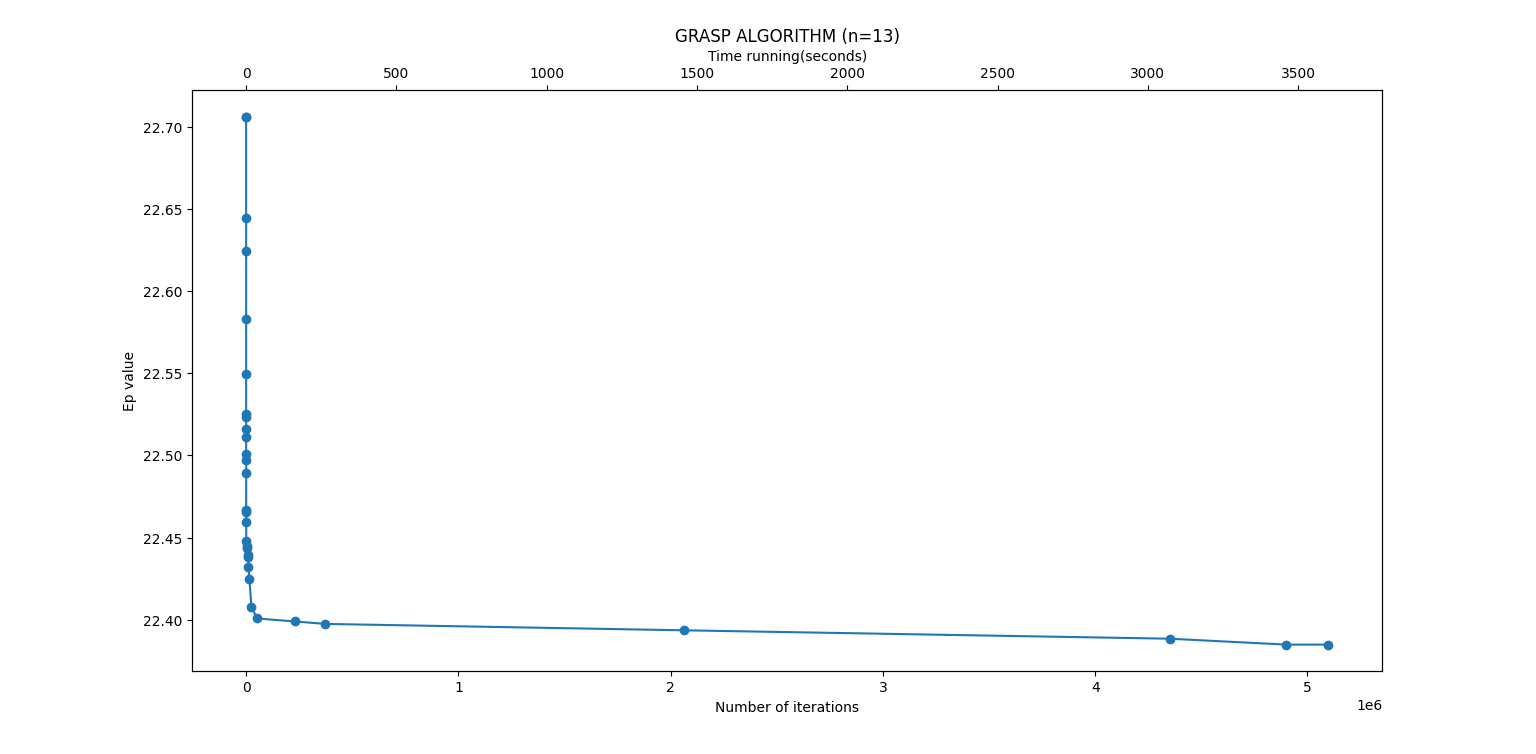 GRASP ALGORITHM (n=13)
Time running(seconds)
0 500 1000 1500 2000 2500 3000 3500
22.70
22.65
22.60
22.55
22.50
22.45
22.40
Ep value
0 1 2 3 4 5
1e6
Number of iterations